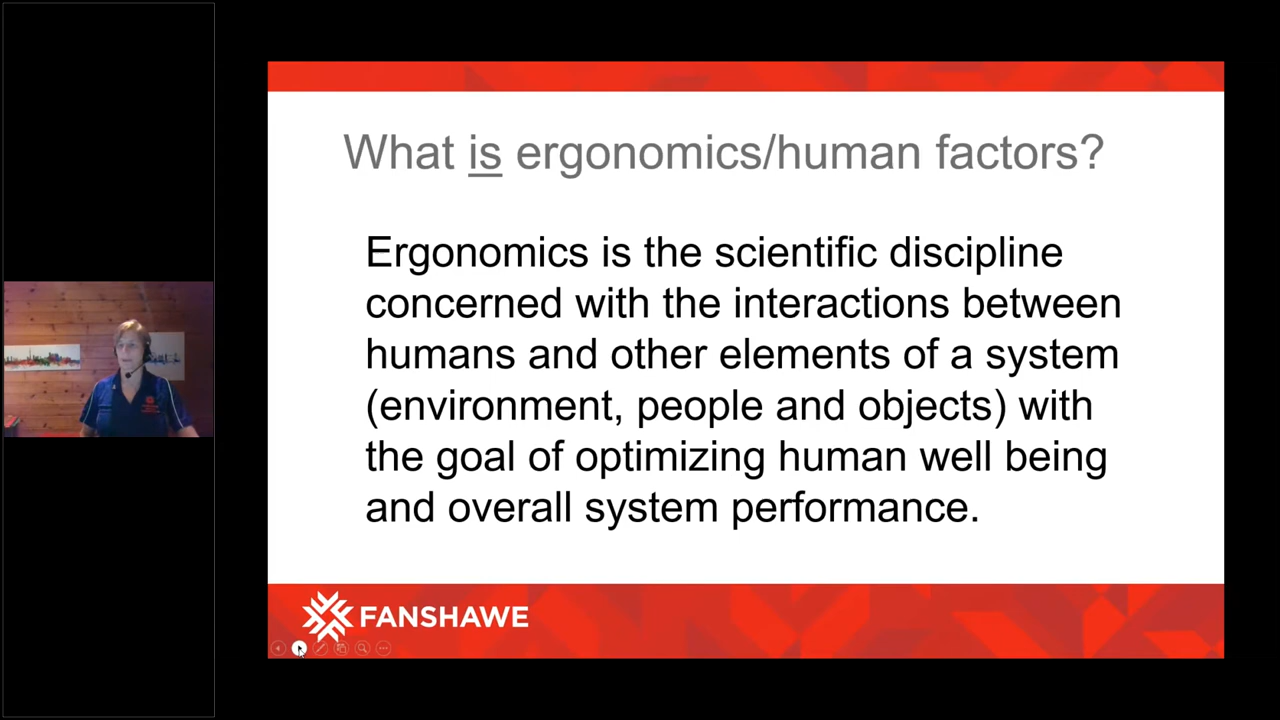 What is ergonomics/human factors?
Ergonomics is the scientific discipline
concerned with the interactions between
humans and other elements of a system
(environment, people and objects) with
the goal of optimizing human well being
and overall system performance.
FANSHAWE